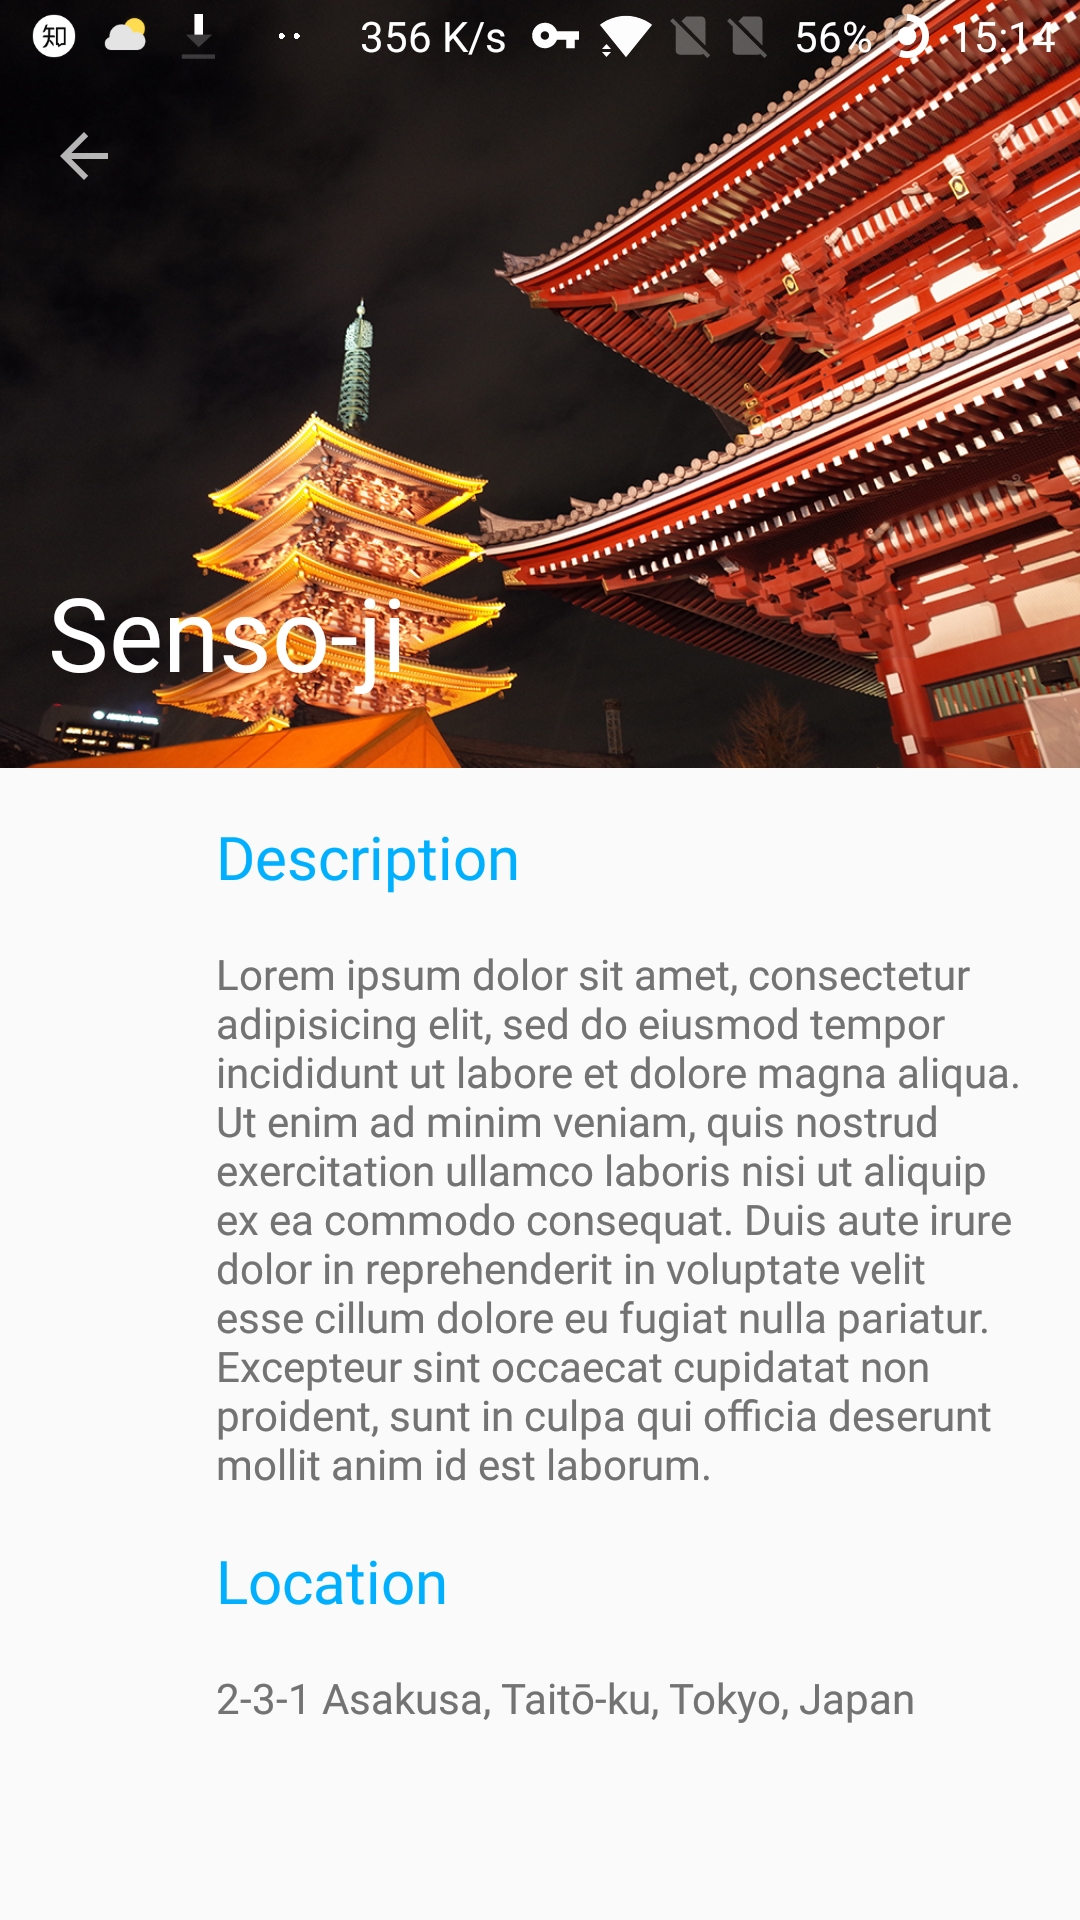 知 356 K/s 56% 15:14
Senso-ji
Description
Lorem ipsum dolor sit amet, consectetur
adipisicing elit, sed do eiusmod tempor
incididunt ut labore et dolore magna aliqua.
Ut enim ad minim veniam, quis nostrud
exercitation ullamco laboris nisi ut aliquip
ex ea commodo consequat. Duis aute irure
dolor in reprehenderit in voluptate velit
esse cillum dolore eu fugiat nulla pariatur.
Excepteur sint occaecat cupidatat non
proident, sunt in culpa qui officia deserunt
mollit anim id est laborum.
Location
2-3-1 Asakusa, Taitō-ku, Tokyo, Japan